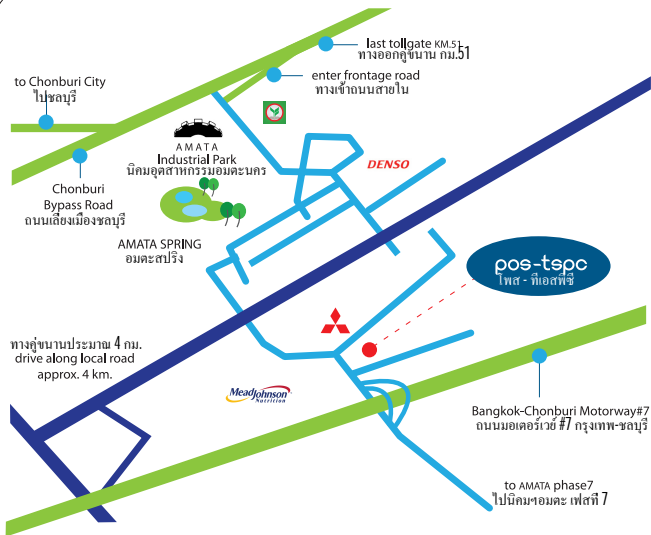 last tollgate KM.51
ทางออกคู่ขนาน กม.51
to Chonburi City
ไปชลบุรี
enter frontage road
ทางเข้าถนนสายใน
AMATA
Industrial Park
นิคมอุตสาหกรรมอมตะนคร
DENSO
Chonburi
Bypass Road
ถนนเลี่ยงเมืองชลบุรี
AMATA SPRING
อมตะสปริง
pos-tspc
โพส - ทีเอสพีซี
ทางคู่ขนานประมาณ 4 กม.
drive along local road
approx. 4 km.
MeadJohnson
Nutrition
Bangkok-Chonburi Motorway#7
ถนนมอเตอร์เวย์ #7 กรุงเทพ-ชลบุรี
to AMATA phase7
ไปนิคมฯอมตะ เฟสที่ 7